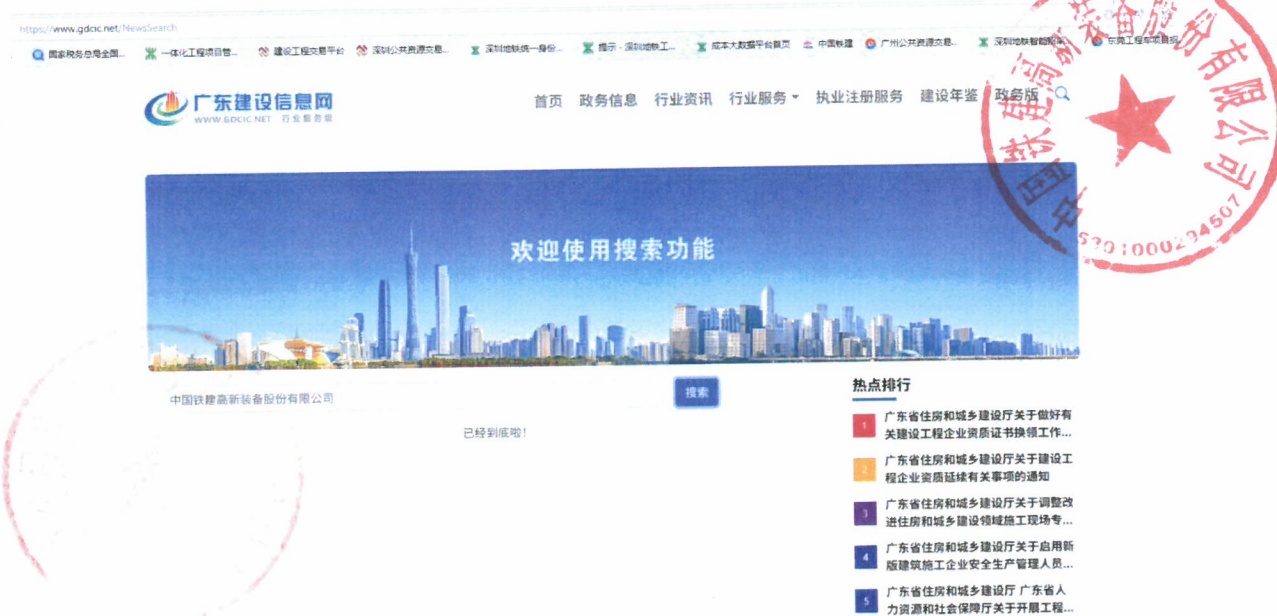 https://www.gdcic.net/NewsSearch
国家税务总局全国... 一体化工程项目管... 建设工程交易平台 深圳公共资源交易... 深圳地铁统一身份... 提示 - 深圳地铁工... 成本大数据平台首页 中国铁建 广州公共资源交易... 深圳地铁智能
广东建设信息网
WWW.GDCIC.NET 行业服务版
首页 政务信息 行业资讯 行业服务 执业注册服务 建设年鉴 政务版
中国铁建高新装备股份有限公司
欢迎使用搜索功能
中国铁建高新装备股份有限公司
搜索
已经到底啦!
热点排行
1 广东省住房和城乡建设厅关于做好有
关建设工程企业资质证书换领工作...
2 广东省住房和城乡建设厅关于建设工
程企业资质延续有关事项的通知
3 广东省住房和城乡建设厅关于调整改
进住房和城乡建设领域施工现场专...
4 广东省住房和城乡建设厅关于启用新
版建筑施工企业安全生产管理人员...
5 广东省住房和城乡建设厅 广东省人
力资源和社会保障厅关于开展工程...